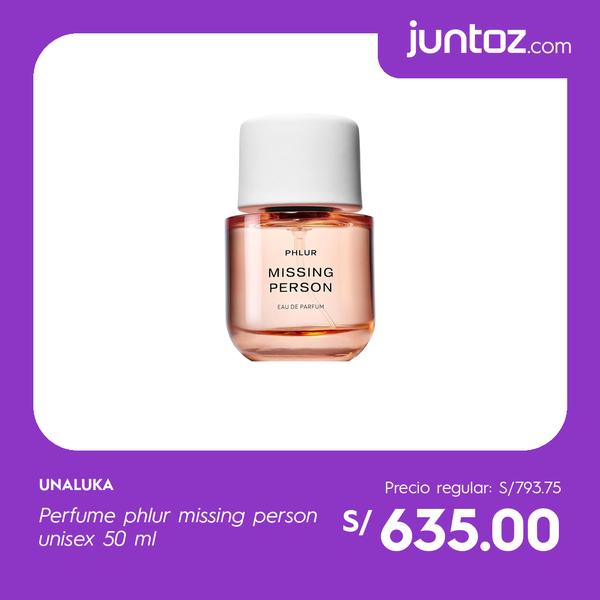 juntoz.com
PHLUR
MISSING
PERSON
EAU DE PARFUM
UNALUKA
Perfume phlur missing person
unisex 50 ml
Precio regular: S/793.75
S/ 635.00